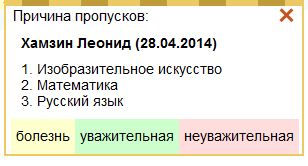 Причина пропусков:
Хамзин Леонид (28.04.2014)
1. Изобразительное искусство
2. Математика
3. Русский язык
болезнь уважительная неуважительная